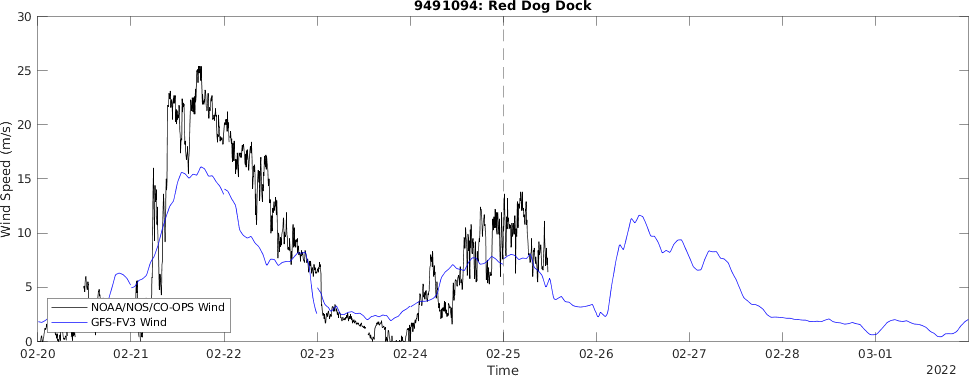 9491094: Red Dog Dock
30
25
20
15
10
5
0
Wind Speed (m/s)
NOAA/NOS/CO-OPS Wind
GFS-FV3 Wind
02-20 02-21 02-22 02-23 02-24 02-25 02-26 02-27 02-28 03-01
Time
2022